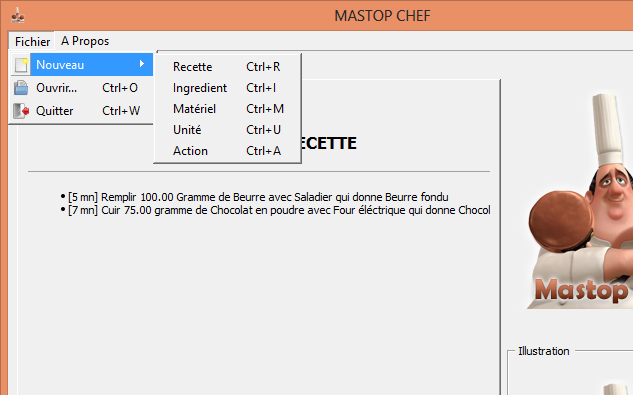 MASTOP CHEF
Fichier A Propos
Nouveau
Ouvrir... Ctrl+O
Quitter Ctrl+W
Recette Ctrl+R
Ingredient Ctrl+I
Matériel Ctrl+M
Unité Ctrl+U
Action Ctrl+A
ECETTE
• [5 mn] Remplir 100.00 Gramme de Beurre avec Saladier qui donne Beurre fondu
• [7 mn] Cuir 75.00 gramme de Chocolat en poudre avec Four éléctrique qui donne Chocol
Mastop
Illustration